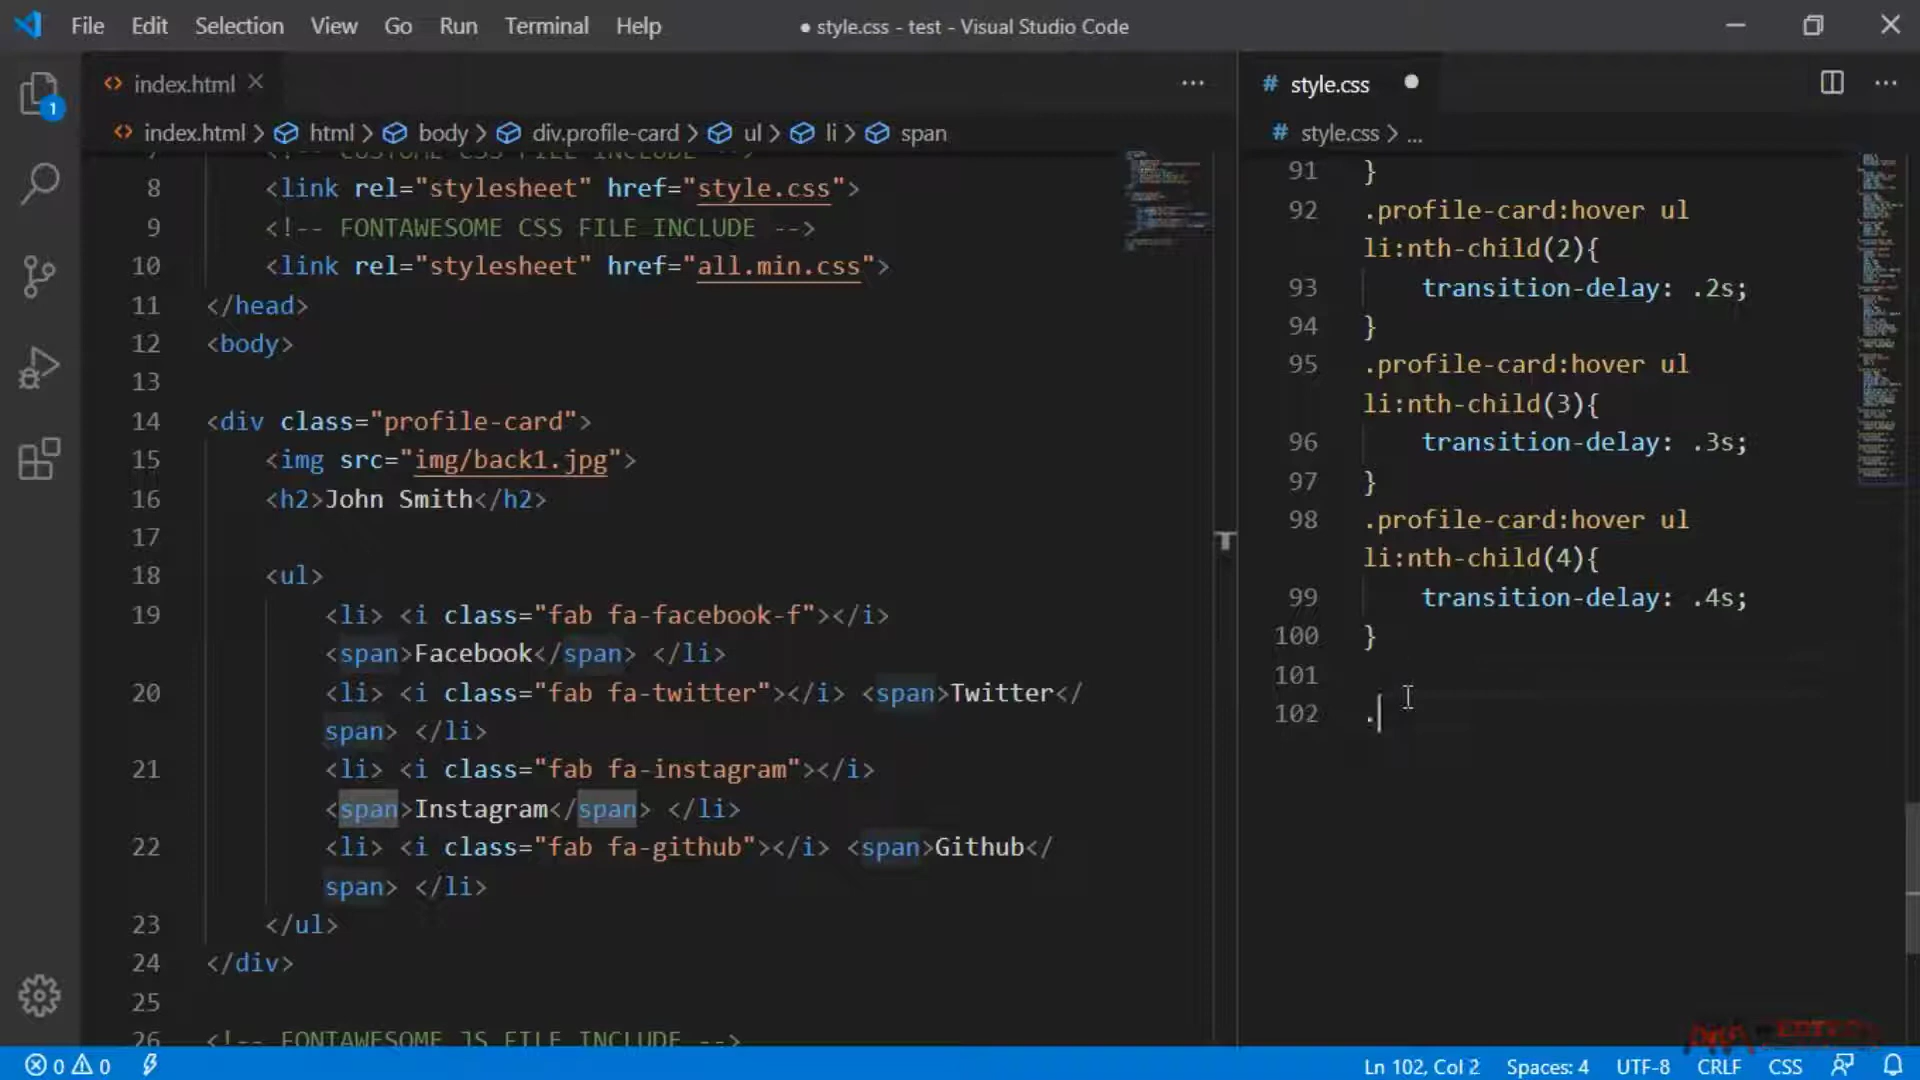 File Edit Selection View Go Run Terminal Help ● style.css - test - Visual Studio Code
index.html
index.html > html > body > div.profile-card > ul > li > span
<!-- CUSTOME CSS FILE INCLUDE -->
8 <link rel="stylesheet" href="style.css">
9 <!-- FONTAWESOME CSS FILE INCLUDE -->
10 <link rel="stylesheet" href="all.min.css">
11 </head>
12 <body>
13
14 <div class="profile-card">
15 <img src="img/back1.jpg">
16 <h2>John Smith</h2>
17
18 <ul>
19 <li> <i class="fab fa-facebook-f"></i>
<span>Facebook</span> </li>
20 <li> <i class="fab fa-twitter"></i> <span>Twitter</
span> </li>
21 <li> <i class="fab fa-instagram"></i>
<span>Instagram</span> </li>
22 <li> <i class="fab fa-github"></i> <span>Github</
span> </li>
23 </ul>
24 </div>
25
26 <!-- FONTAWESOME JS FILE INCLUDE -->
# style.css ●
# style.css > ...
91 }
92 .profile-card:hover ul
li:nth-child(2){
93 transition-delay: .2s;
94 }
95 .profile-card:hover ul
li:nth-child(3){
96 transition-delay: .3s;
97 }
98 .profile-card:hover ul
li:nth-child(4){
99 transition-delay: .4s;
100 }
101
102 .
1
0 0 Ln 102, Col 2 Spaces: 4 UTF-8 CRLF CSS